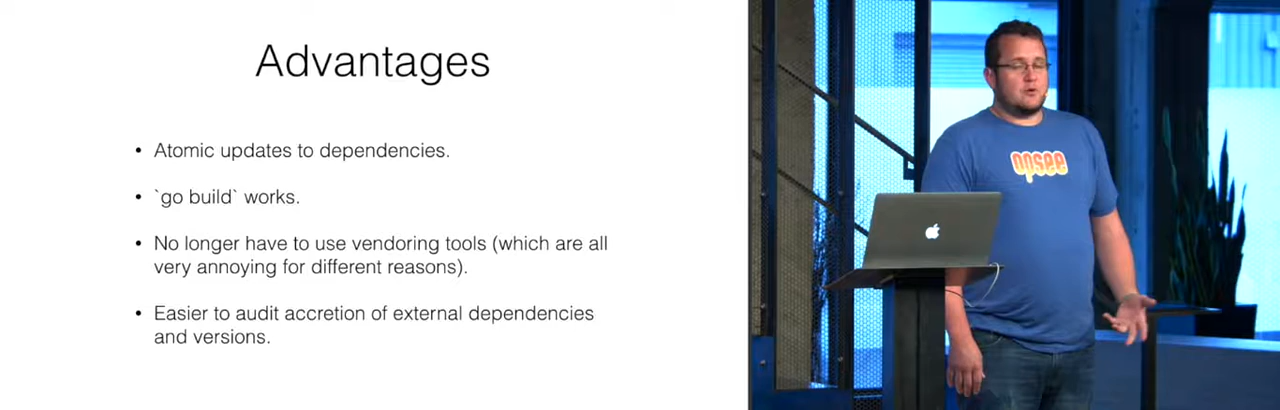 Advantages
• Atomic updates to dependencies.
• `go build` works.
• No longer have to use vendoring tools (which are all
very annoying for different reasons).
• Easier to audit accretion of external dependencies
and versions.
opsee